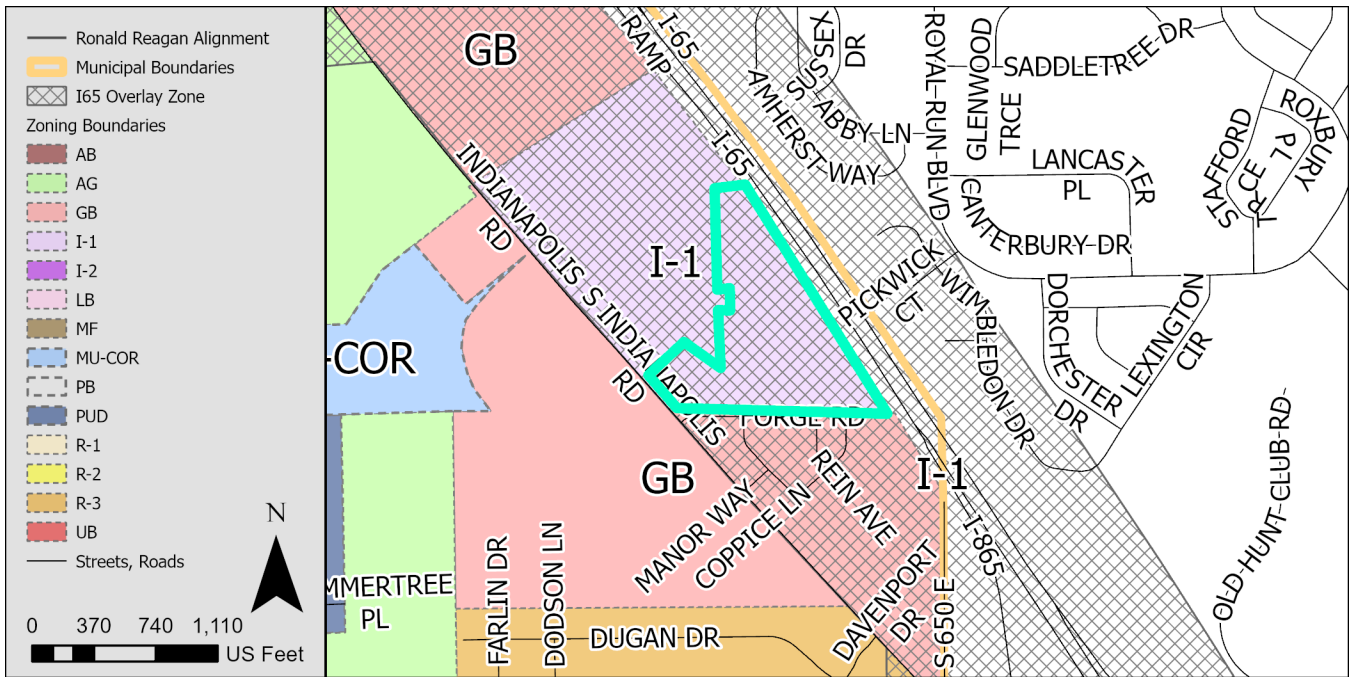 Ronald Reagan Alignment
Municipal Boundaries
I65 Overlay Zone
Zoning Boundaries
AB
AG
GB
I-1
I-2
LB
MF
MU-COR
PB
PUD
R-1
R-2
R-3
UB
Streets, Roads
N
0 370 740 1,110
US Feet
GB
I-65
RAMP
I-65
SUSSEX
DR
ABBY LN
AMHERST WAY
ROYAL RUN BLVD
GLENWOOD
TRCE
SADDLETREE DR
LANCASTER
PL
STAFFORD
TRCE
ROXBURY
PL
CANTERBURY DR
INDIANAPOLIS
RD
I-1
S INDIANAPOLIS
RD
PICKWICK
CT
WIMBLEDON DR
DORCHESTER
DR
LEXINGTON
CIR
-COR
FORGE RD
GB
REIN AVE
MANOR WAY
COPPICE LN
I-1
I-865
DAVENPORT
DR
S 650 E
OLD HUNT CLUB RD
MMERTREE
PL
FARLIN DR
DODSON LN
DUGAN DR